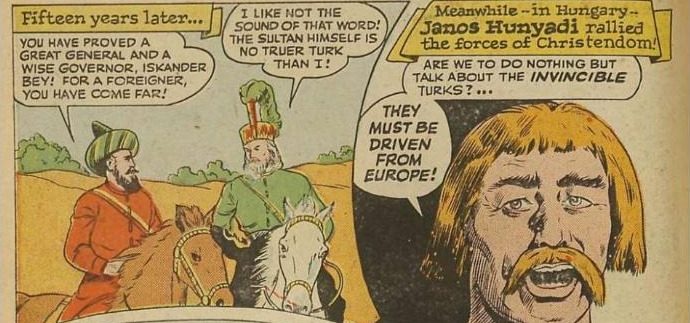 Fifteen years later...
YOU HAVE PROVED A
GREAT GENERAL AND A
WISE GOVERNOR, ISKANDER
BEY! FOR A FOREIGNER,
YOU HAVE COME FAR!
I LIKE NOT THE
SOUND OF THAT WORD!
THE SULTAN HIMSELF IS
NO TRUER TURK
THAN I!
Meanwhile-in Hungary-
Janos Hunyadi rallied
the forces of Christendom!
ARE WE TO DO NOTHING BUT
TALK ABOUT THE INVINCIBLE
TURKS?...
THEY
MUST BE
DRIVEN
FROM
EUROPE!